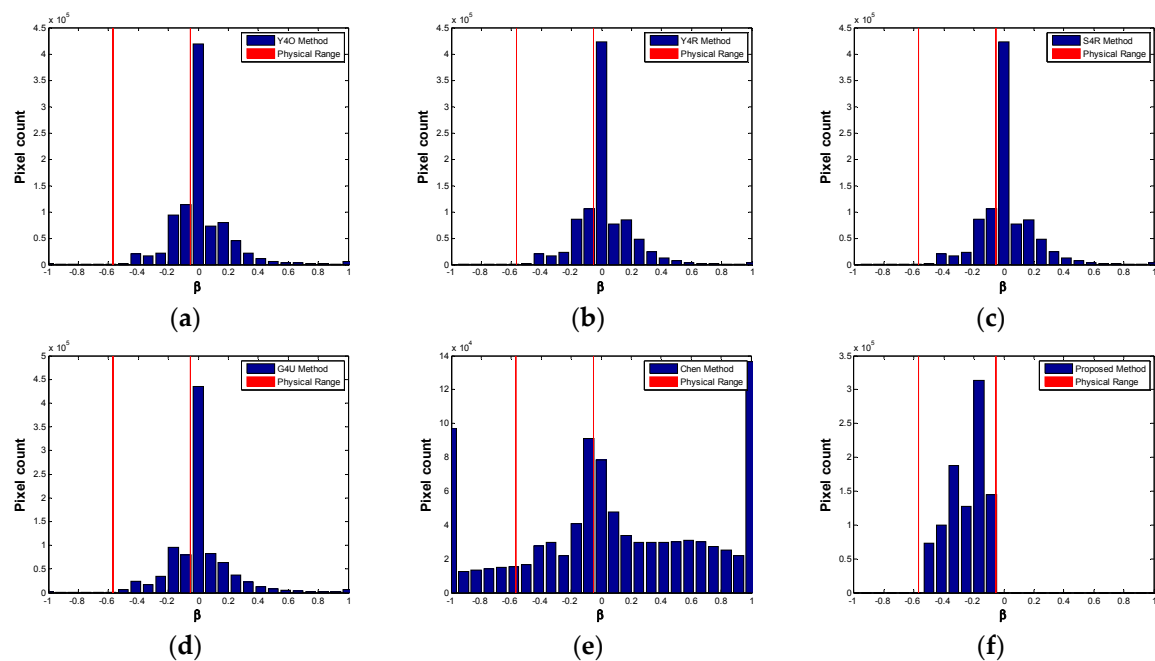 x 10^5
4.5
4
3.5
3
2.5
2
1.5
1
0.5
0
Pixel count
Y4O Method
Physical Range
-1 -0.8 -0.6 -0.4 -0.2 0 0.2 0.4 0.6 0.8 1
β
(a)
x 10^5
4.5
4
3.5
3
2.5
2
1.5
1
0.5
0
Pixel count
Y4R Method
Physical Range
-1 -0.8 -0.6 -0.4 -0.2 0 0.2 0.4 0.6 0.8 1
β
(b)
x 10^5
4.5
4
3.5
3
2.5
2
1.5
1
0.5
0
Pixel count
S4R Method
Physical Range
-1 -0.8 -0.6 -0.4 -0.2 0 0.2 0.4 0.6 0.8 1
β
(c)
x 10^5
5
4.5
4
3.5
3
2.5
2
1.5
1
0.5
0
Pixel count
G4U Method
Physical Range
-1 -0.8 -0.6 -0.4 -0.2 0 0.2 0.4 0.6 0.8 1
β
(d)
x 10^4
14
12
10
8
6
4
2
0
Pixel count
Chen Method
Physical Range
-1 -0.8 -0.6 -0.4 -0.2 0 0.2 0.4 0.6 0.8 1
β
(e)
x 10^5
3.5
3
2.5
2
1.5
1
0.5
0
Pixel count
Proposed Method
Physical Range
-1 -0.8 -0.6 -0.4 -0.2 0 0.2 0.4 0.6 0.8 1
β
(f)